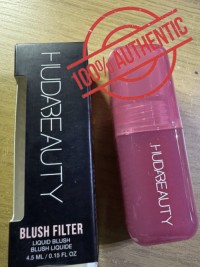 100% AUTHENTIC
HUDABEAUTY
BLUSH FILTER
LIQUID BLUSH
BLUSH LIQUIDE
4.5 ML / 0.15 FL OZ
HUDABEAUTY